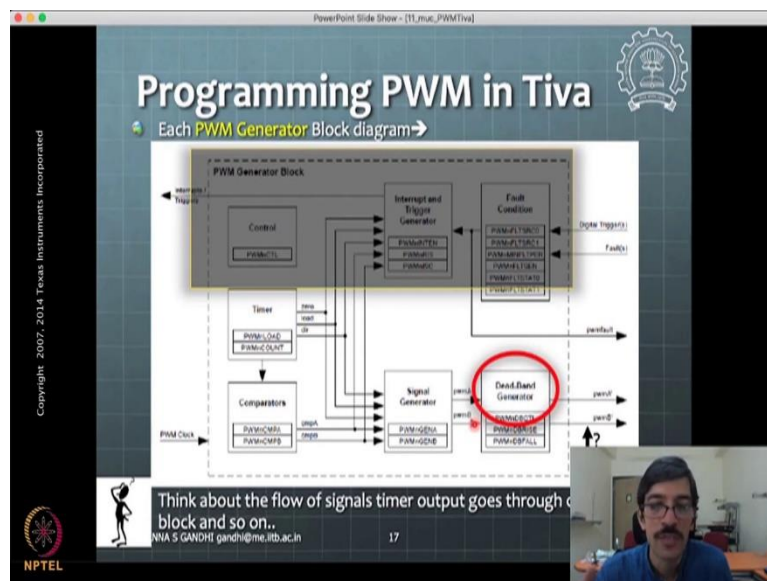 PowerPoint Slide Show - [11_muc_PWMTiva]
Programming PWM in Tiva
Each PWM Generator Block diagram→
PWM Generator Block
Interrupts /
Triggers
Control
PWMnCTL
Interrupt and
Trigger
Generator
PWMnINTEN
PWMnRIS
PWMnISC
Fault
Condition
PWMnFLTSRC0
PWMnFLTSRC1
PWMnMINFLTPER
PWMnFLTSEN
PWMnFLTSTAT0
PWMnFLTSTAT1
Digital Trigger(s)
Fault(s)
Timer
PWMnLOAD
PWMnCOUNT
zero
load
dir
pwmfault
Comparators
PWMnCMPA
PWMnCMPB
cmpA
cmpB
Signal
Generator
PWMnGENA
PWMnGENB
pwmA
pwmB
Dead-Band
Generator
PWMnDBCTL
PWMnDBRISE
PWMnDBFALL
pwmA'
pwmB'
PWM Clock
?
Think about the flow of signals timer output goes through
block and so on..
NNA S GANDHI gandhi@me.iitb.ac.in
17
Copyright 2007, 2014 Texas Instruments Incorporated
NPTEL